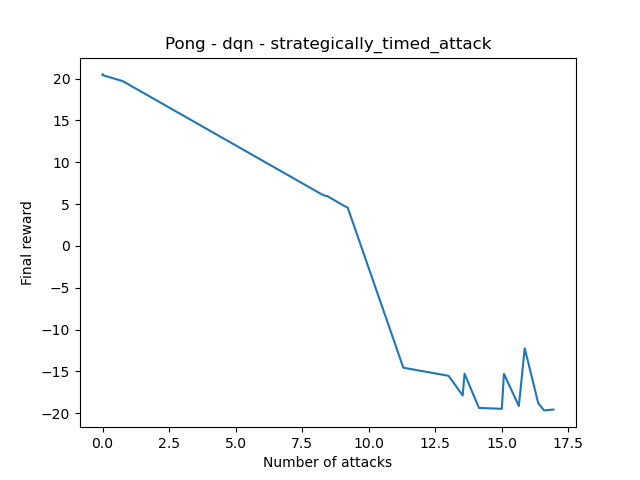 Pong - dqn - strategically_timed_attack
20
15
10
5
0
−5
−10
−15
−20
Final reward
0.0 2.5 5.0 7.5 10.0 12.5 15.0 17.5
Number of attacks